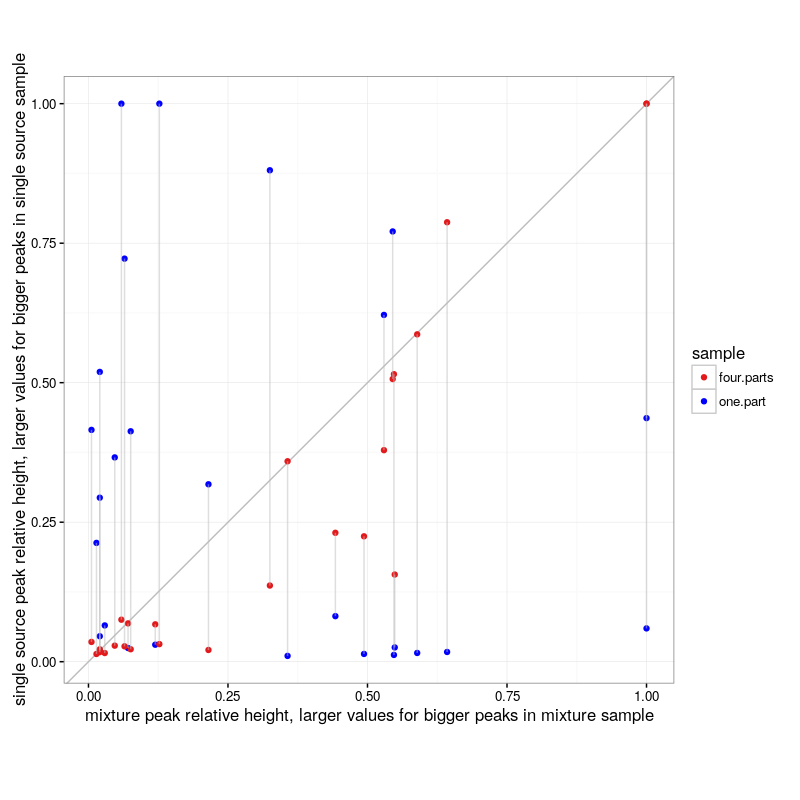 single source peak relative height, larger values for bigger peaks in single source sample
1.00
0.75
0.50
0.25
0.00
0.00 0.25 0.50 0.75 1.00
mixture peak relative height, larger values for bigger peaks in mixture sample
sample
four.parts
one.part